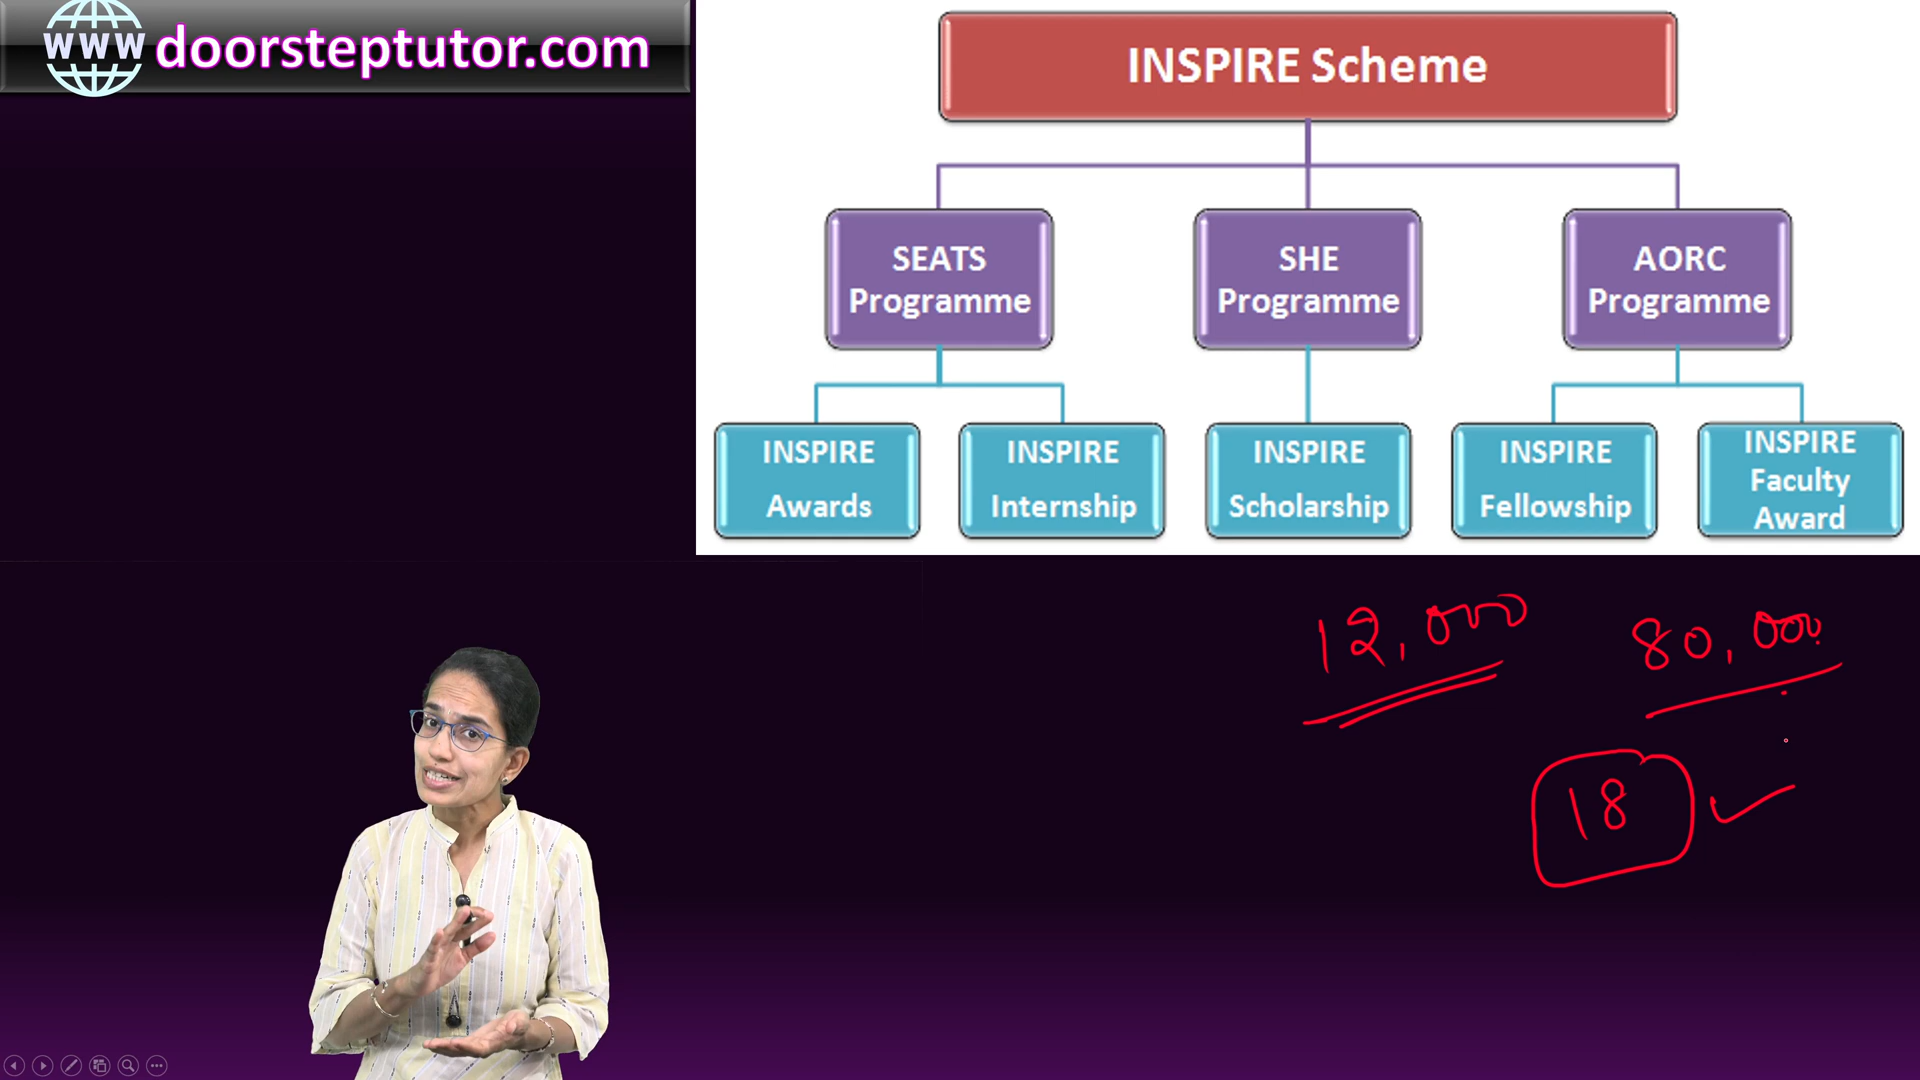 WWW doorsteptutor.com
INSPIRE Scheme
SEATS
Programme
SHE
Programme
AORC
Programme
INSPIRE
Awards
INSPIRE
Internship
INSPIRE
Scholarship
INSPIRE
Fellowship
INSPIRE
Faculty
Award
12,000
80,000
18